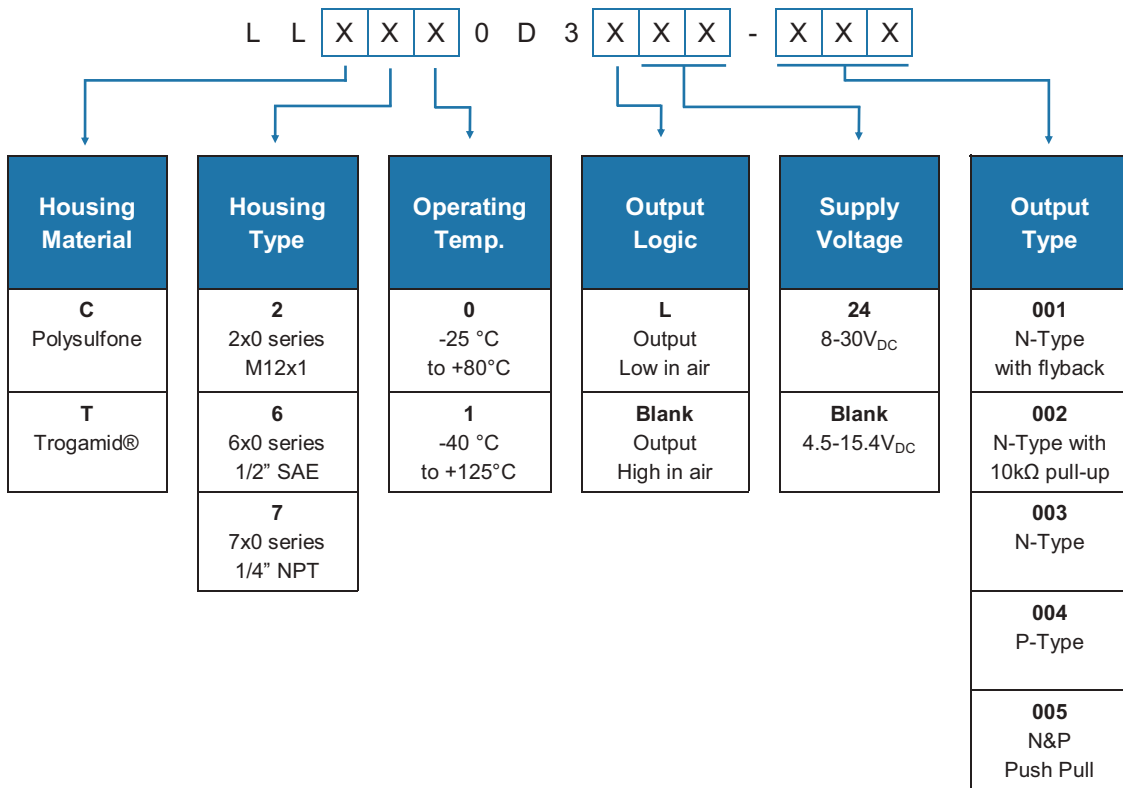 L L X X X 0 D 3 X X X - X X X
Housing
Material
C
Polysulfone
T
Trogamid®
Housing
Type
2
2x0 series
M12x1
6
6x0 series
1/2” SAE
7
7x0 series
1/4” NPT
Operating
Temp.
0
-25 °C
to +80°C
1
-40 °C
to +125°C
Output
Logic
L
Output
Low in air
Blank
Output
High in air
Supply
Voltage
24
8-30VDC
Blank
4.5-15.4VDC
Output
Type
001
N-Type
with flyback
002
N-Type with
10kΩ pull-up
003
N-Type
004
P-Type
005
N&P
Push Pull